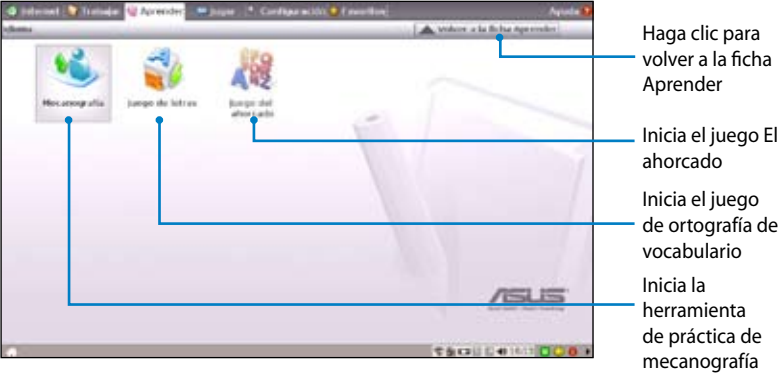 Internet Trabajo Aprender Jugar Configuración Favoritos Ayuda
Idioma Volver a la ficha Aprender
Mecanografía Juego de letras Juego del
ahorcado
ASUS
Haga clic para
volver a la ficha
Aprender
Inicia el juego El
ahorcado
Inicia el juego
de ortografía de
vocabulario
Inicia la
herramienta
de práctica de
mecanografía